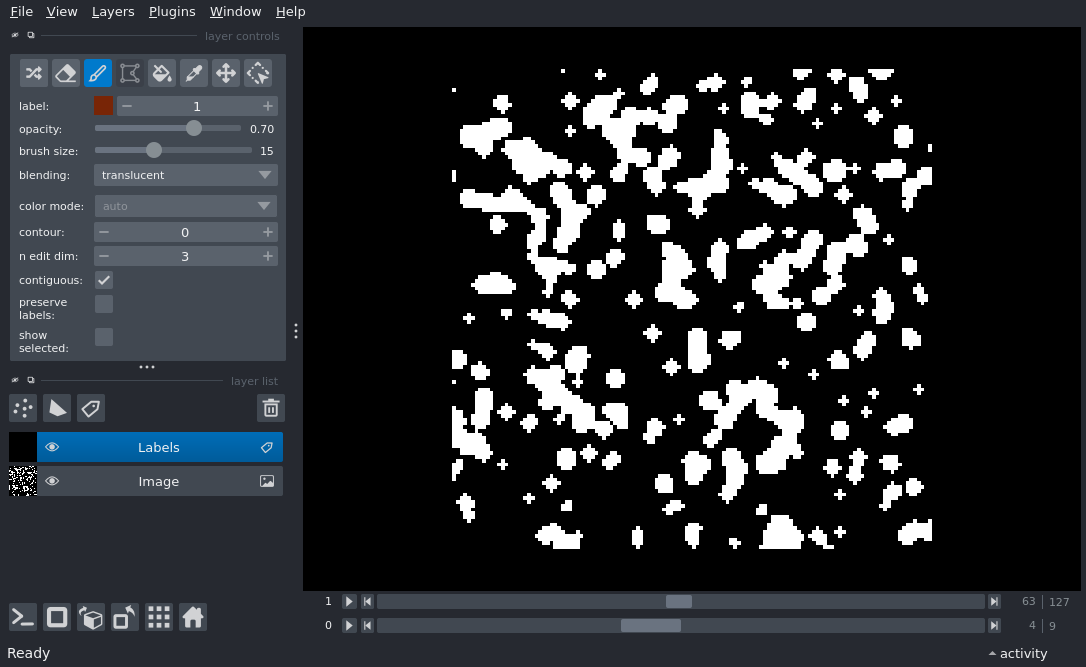 File View Layers Plugins Window Help
layer controls
label: 1
opacity: 0.70
brush size: 15
blending: translucent
color mode: auto
contour: 0
n edit dim: 3
contiguous:
preserve
labels:
show
selected:
layer list
Labels
Image
1 63 127
0 4 9
Ready activity